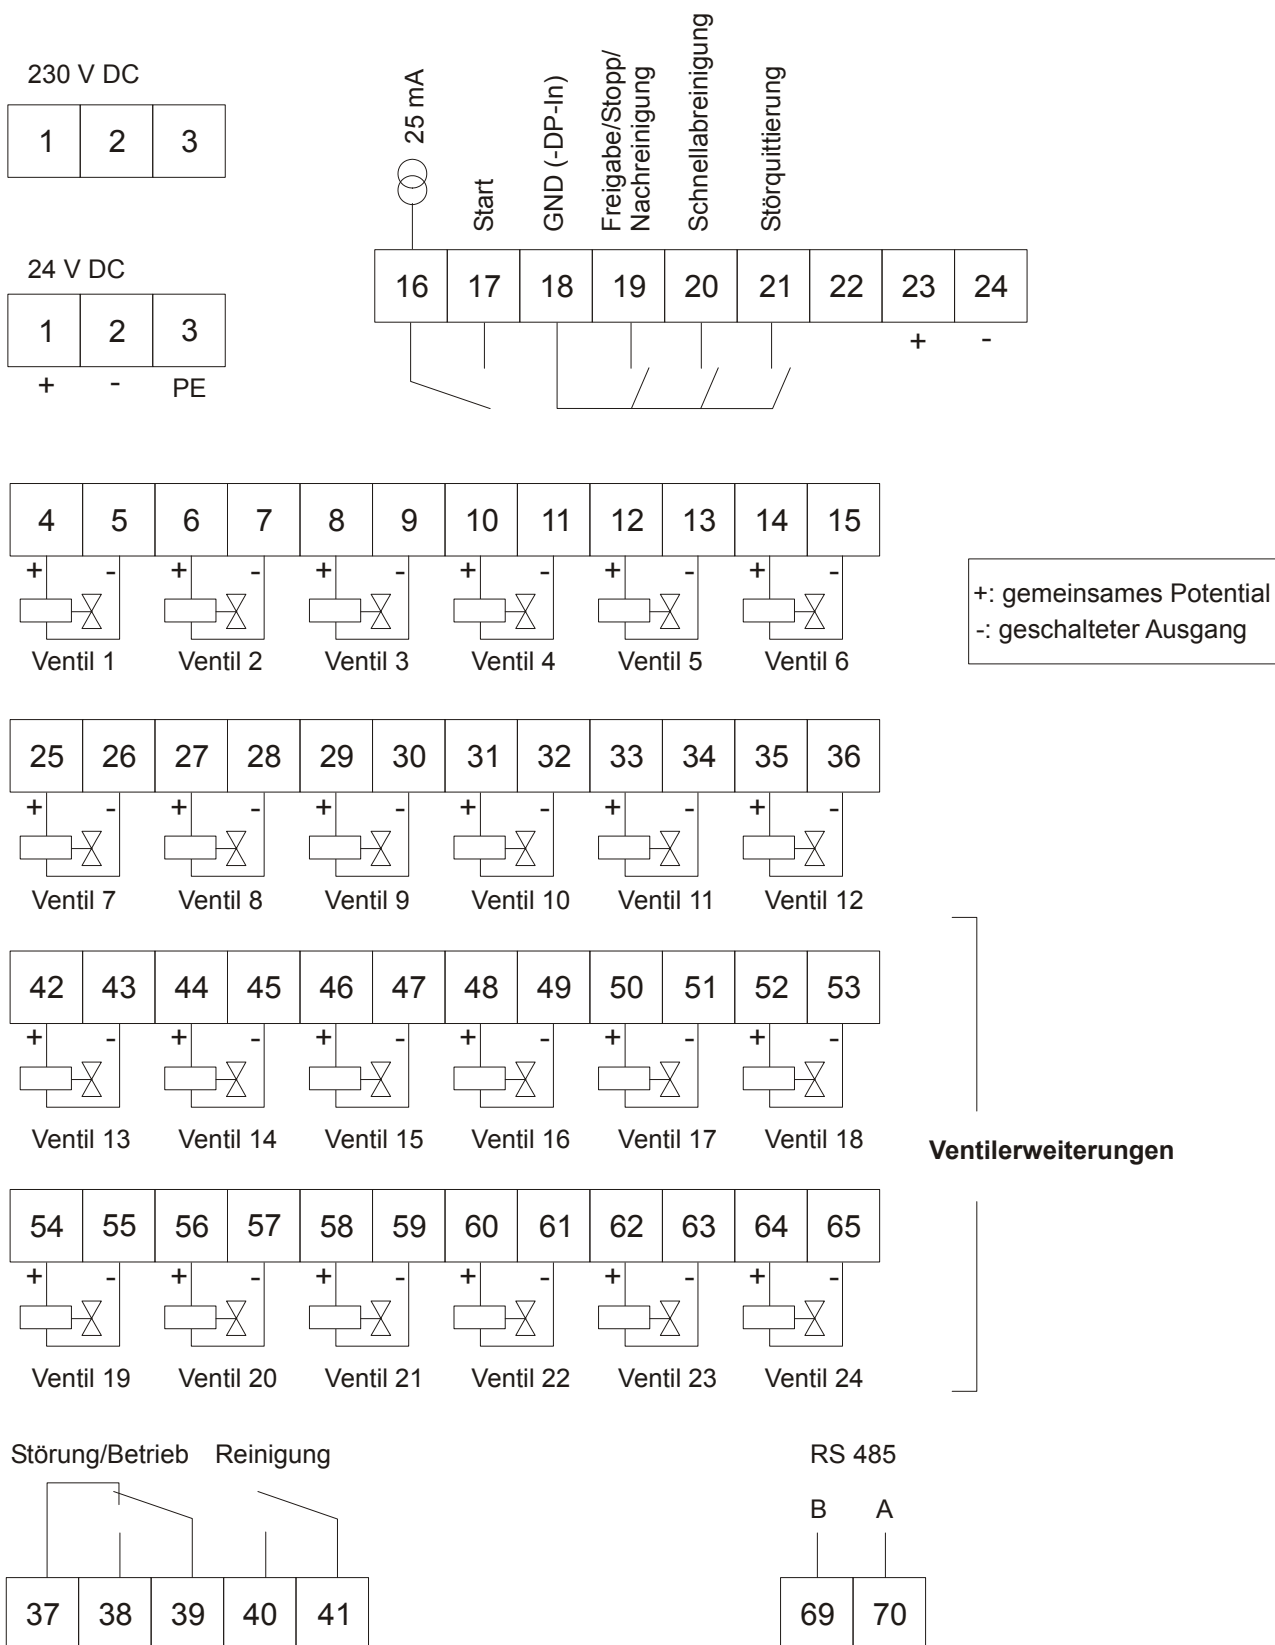 230 V DC
1 2 3
24 V DC
1 2 3
+ - PE
25 mA
Start
GND (-DP-In)
Freigabe/Stopp/
Nachreinigung
Schnellabreinigung
Störquittierung
16 17 18 19 20 21 22 23 24
+ -
4 5 6 7 8 9 10 11 12 13 14 15
+ - + - + - + - + - + -
Ventil 1 Ventil 2 Ventil 3 Ventil 4 Ventil 5 Ventil 6
+: gemeinsames Potential
-: geschalteter Ausgang
25 26 27 28 29 30 31 32 33 34 35 36
+ - + - + - + - + - + -
Ventil 7 Ventil 8 Ventil 9 Ventil 10 Ventil 11 Ventil 12
42 43 44 45 46 47 48 49 50 51 52 53
+ - + - + - + - + - + -
Ventil 13 Ventil 14 Ventil 15 Ventil 16 Ventil 17 Ventil 18
Ventilerweiterungen
54 55 56 57 58 59 60 61 62 63 64 65
+ - + - + - + - + - + -
Ventil 19 Ventil 20 Ventil 21 Ventil 22 Ventil 23 Ventil 24
Störung/Betrieb Reinigung
37 38 39 40 41
RS 485
B A
69 70